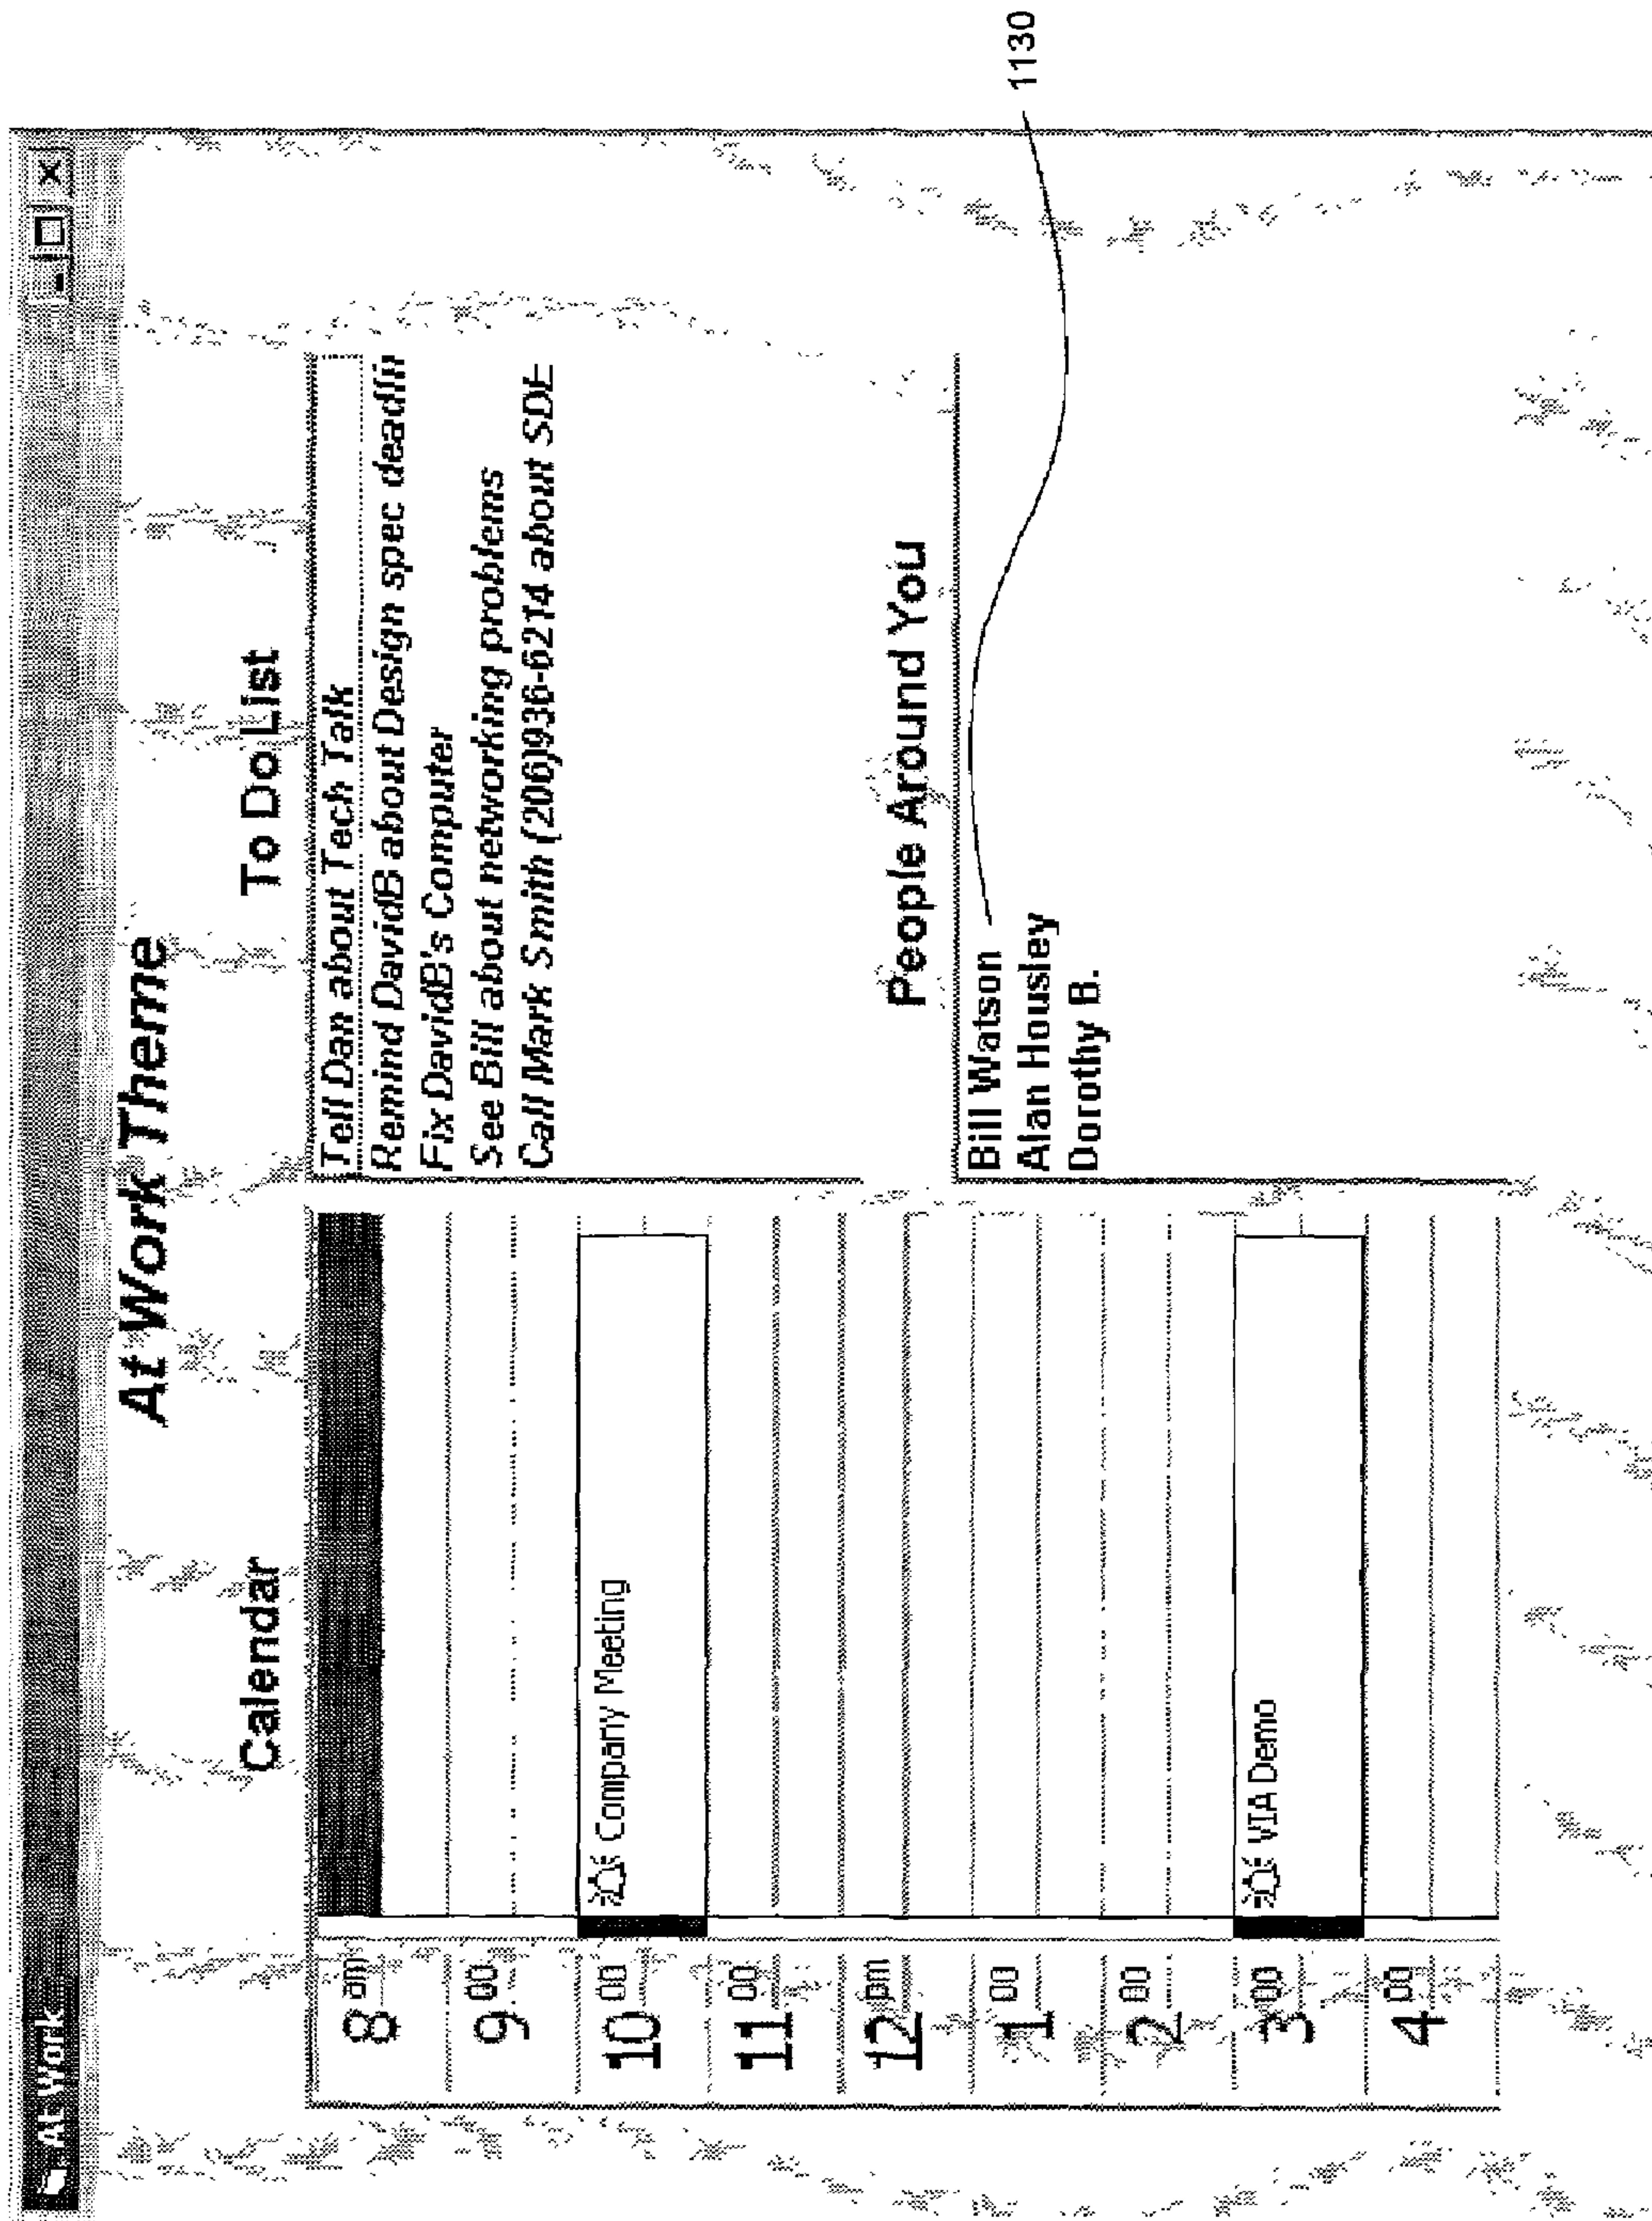 At Work
At Work Theme
Calendar
8 am
9 00
10 00
Company Meeting
11 00
12 pm
1 00
2 00
3 00
VIA Demo
4 00
To Do List
Tell Dan about Tech Talk
Remind DavidB about Design spec deadlin
Fix DavidB's Computer
See Bill about networking problems
Call Mark Smith (206)936-6214 about SDE
People Around You
Bill Watson
Alan Housley
Dorothy B.
1130